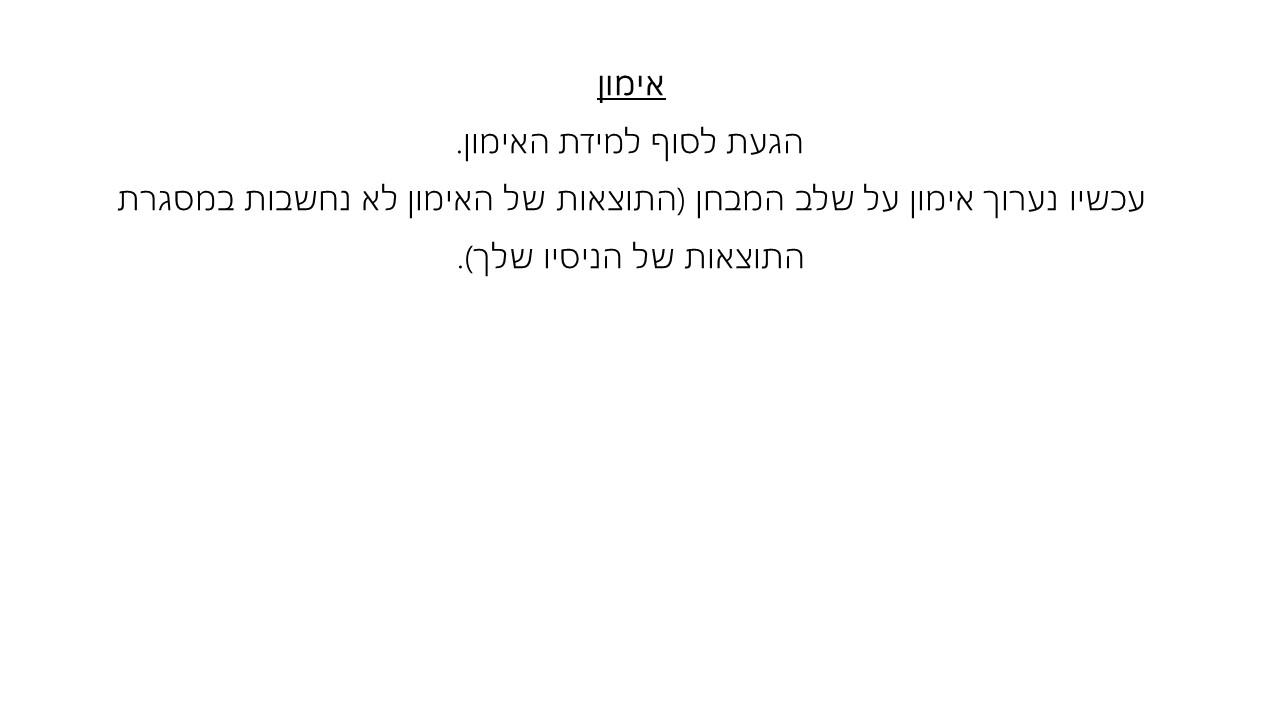 אימון
הגעת לסוף למידת האימון.
עכשיו נערוך אימון על שלב המבחן (התוצאות של האימון לא נחשבות במסגרת
התוצאות של הניסיו שלך).